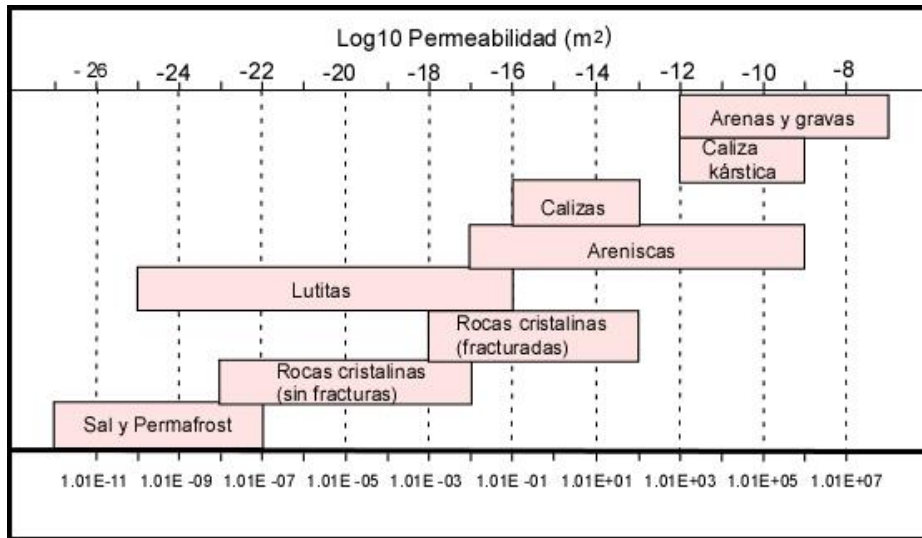 Log10 Permeabilidad (m²)
- 26 -24 -22 -20 -18 -16 -14 -12 -10 -8
Arenas y gravas
Caliza
kárstica
Calizas
Areniscas
Lutitas
Rocas cristalinas
(fracturadas)
Rocas cristalinas
(sin fracturas)
Sal y Permafrost
1.01E-11 1.01E -09 1.01E -07 1.01E -05 1.01E -03 1.01E -01 1.01E+01 1.01E+03 1.01E+06 1.01E+07